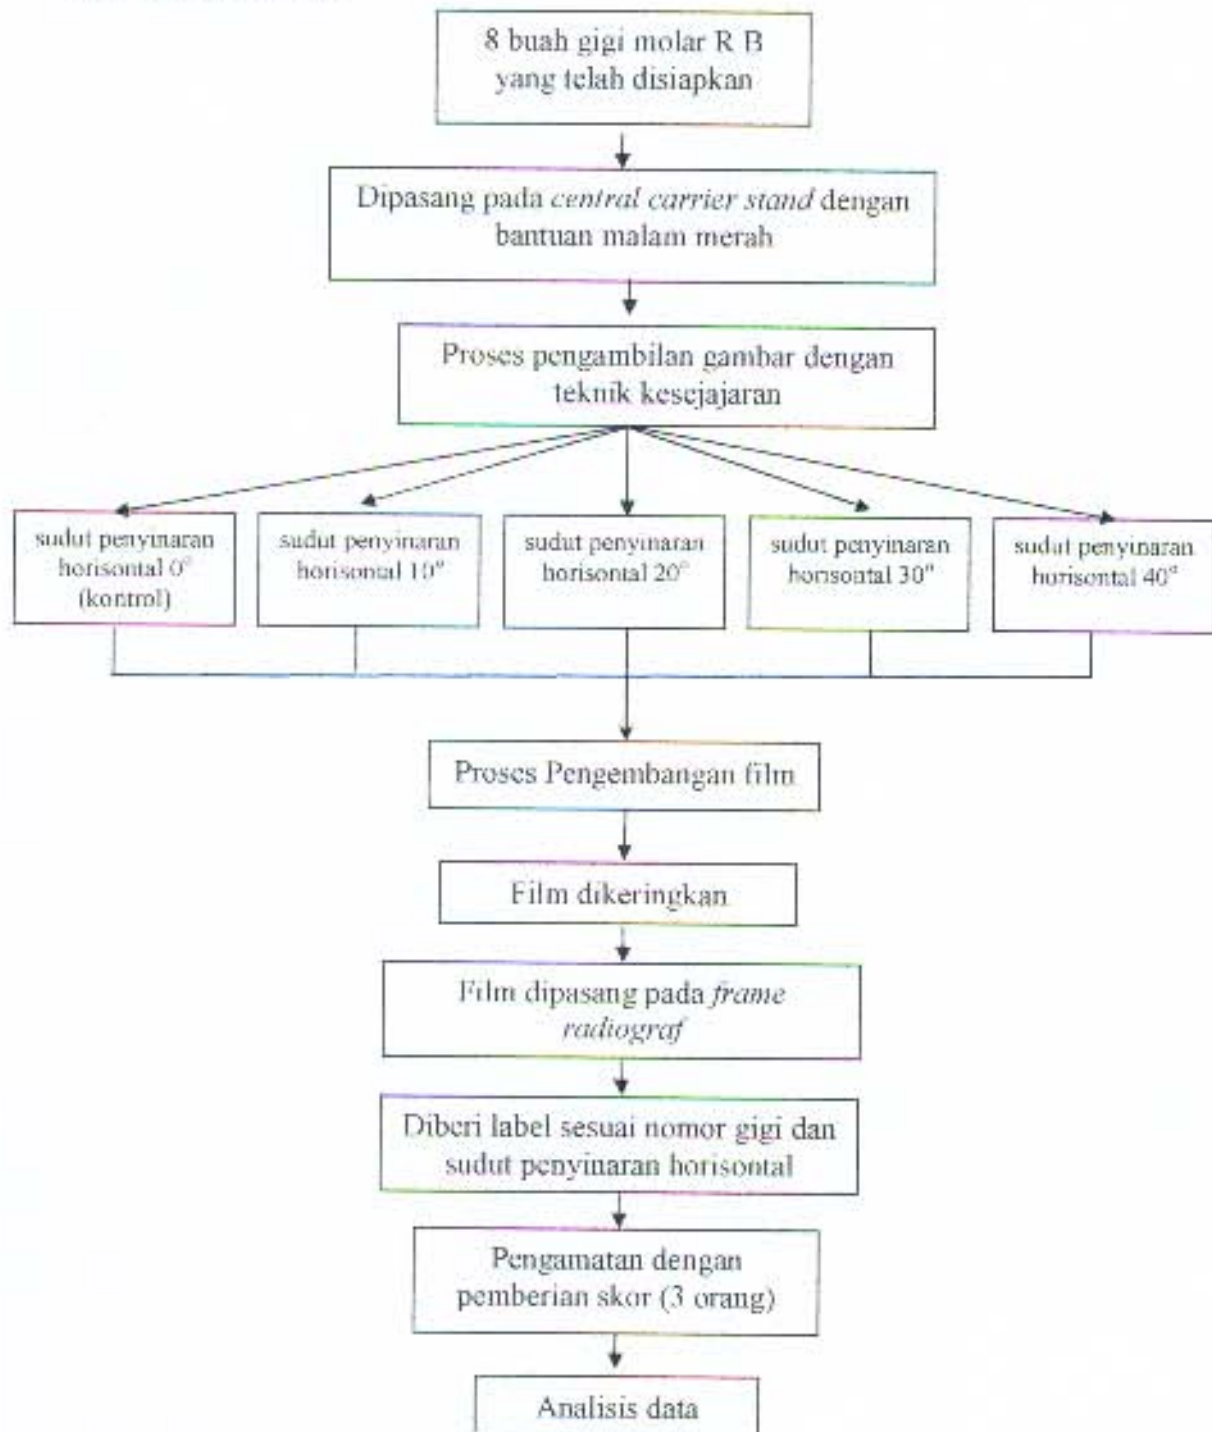 8 buah gigi molar R B
yang telah disiapkan
Dipasang pada central carrier stand dengan
bantuan malam merah
Proses pengambilan gambar dengan
teknik kesejajaran
sudut penyinaran
horisontal 0°
(kontrol)
sudut penyinaran
horisontal 10°
sudut penyinaran
horisontal 20°
sudut penyinaran
horisontal 30°
sudut penyinaran
horisontal 40°
Proses Pengembangan film
Film dikeringkan
Film dipasang pada frame
radiograf
Diberi label sesuai nomor gigi dan
sudut penyinaran horisontal
Pengamatan dengan
pemberian skor (3 orang)
Analisis data